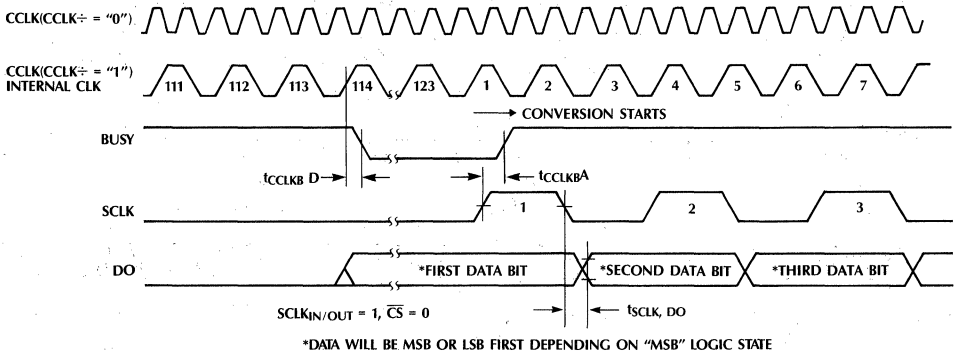 CCLK(CCLK÷ = “0”)
CCLK(CCLK÷ = “1”)
INTERNAL CLK
111 112 113 114 123 1 2 3 4 5 6 7
CONVERSION STARTS
BUSY
tCCLKB D
tCCLKBA
SCLK
1 2 3
DO
*FIRST DATA BIT *SECOND DATA BIT *THIRD DATA BIT
SCLKIN/OUT = 1, C̅S̅ = 0
tSCLK, DO
*DATA WILL BE MSB OR LSB FIRST DEPENDING ON “MSB” LOGIC STATE